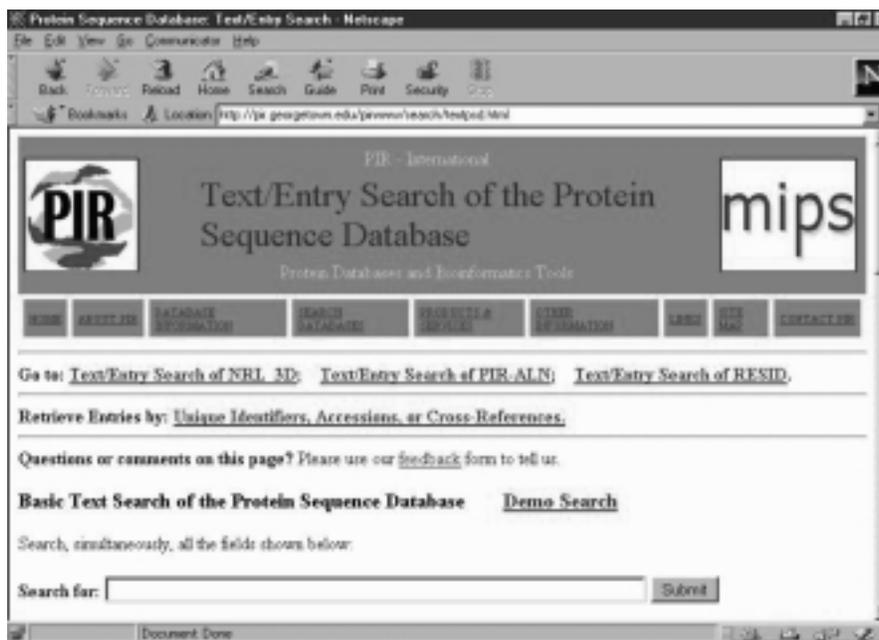 Protein Sequence Database: Text/Entry Search - Netscape
File Edit View Go Communicator Help
Back Forward Reload Home Search Guide Print Security Stop
Bookmarks Location http://pir.georgetown.edu/pirwww/search/textpsd.html
PIR - International
PIR
Text/Entry Search of the Protein
Sequence Database
mips
Protein Databases and Bioinformatics Tools
HOME ABOUT PIR DATABASE INFORMATION SEARCH DATABASES PRODUCTS & SERVICES OTHER INFORMATION LINKS SITE MAP CONTACT PIR
Go to: Text/Entry Search of NRL_3D; Text/Entry Search of PIR-ALN; Text/Entry Search of RESID.
Retrieve Entries by: Unique Identifiers, Accessions, or Cross-References.
Questions or comments on this page? Please use our feedback form to tell us.
Basic Text Search of the Protein Sequence Database Demo Search
Search, simultaneously, all the fields shown below:
Search for: Submit
Document: Done